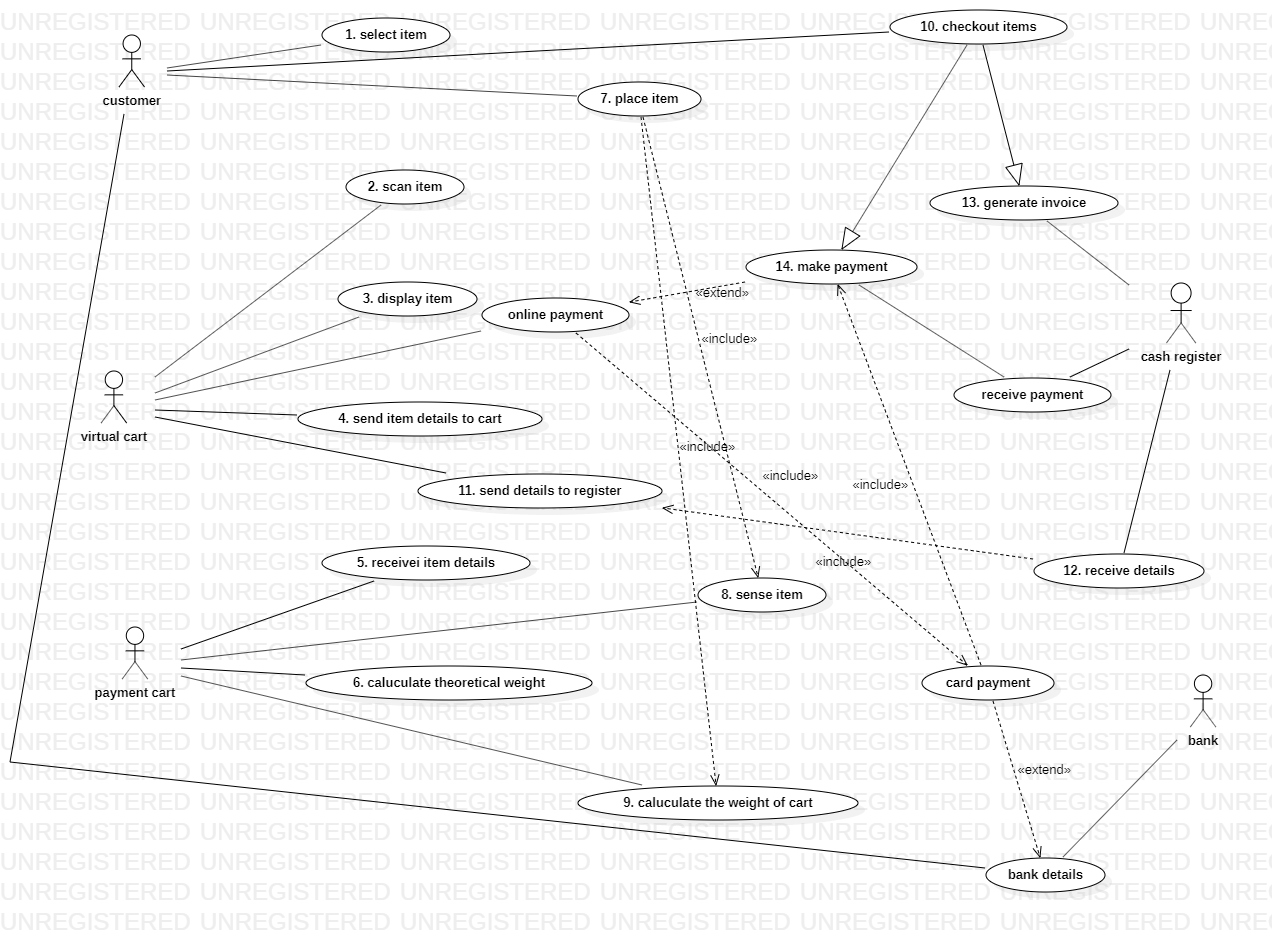 1. select item
10. checkout items
customer
7. place item
2. scan item
13. generate invoice
14. make payment
3. display item
«extend»
online payment
«include»
cash register
receive payment
4. send item details to cart
virtual cart
«include»
«include»
«include»
11. send details to register
5. receivei item details
«include»
12. receive details
8. sense item
6. caluculate theoretical weight
card payment
payment cart
bank
«extend»
9. caluculate the weight of cart
bank details
UNREGISTERED